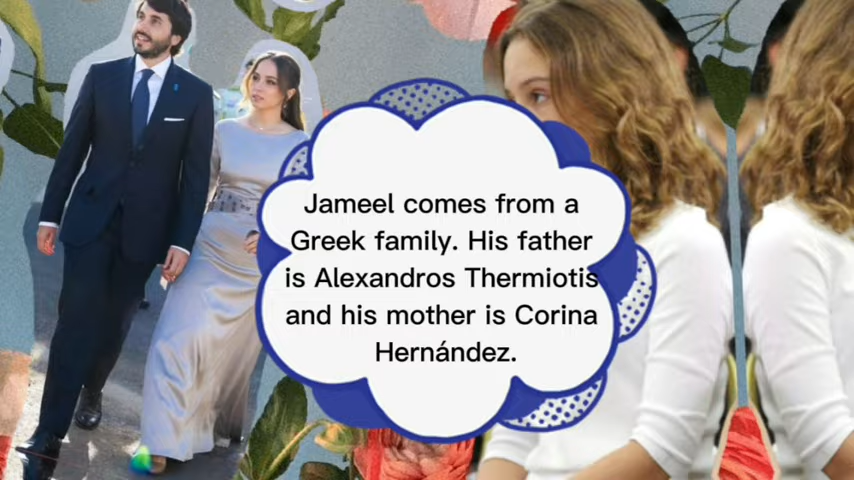 Jameel comes from a
Greek family. His father
is Alexandros Thermiotis
and his mother is Corina
Hernández.